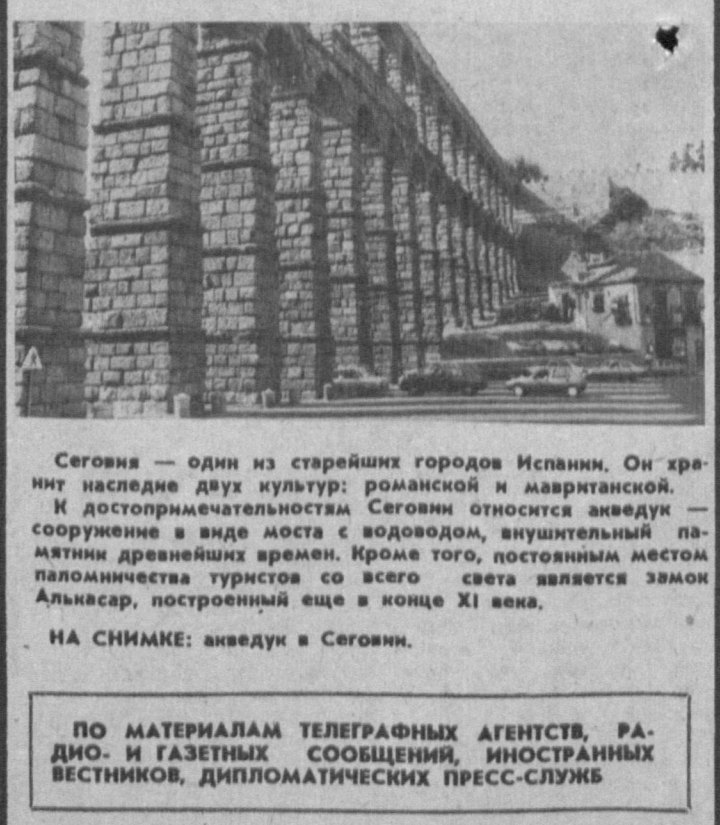 Сеговия — один из старейших городов Испании. Он хра-
нит наследие двух культур: романской и мавританской.
К достопримечательностям Сеговии относится акведук —
сооружение в виде моста с водоводом, внушительный па-
мятник древнейших времен. Кроме того, постоянным местом
паломничества туристов со всего света является замок
Алькасар, построенный еще в конце XI века.
НА СНИМКЕ: акведук в Сеговии.
ПО МАТЕРИАЛАМ ТЕЛЕГРАФНЫХ АГЕНТСТВ, РА-
ДИО- И ГАЗЕТНЫХ СООБЩЕНИЙ, ИНОСТРАННЫХ
ВЕСТНИКОВ, ДИПЛОМАТИЧЕСКИХ ПРЕСС-СЛУЖБ